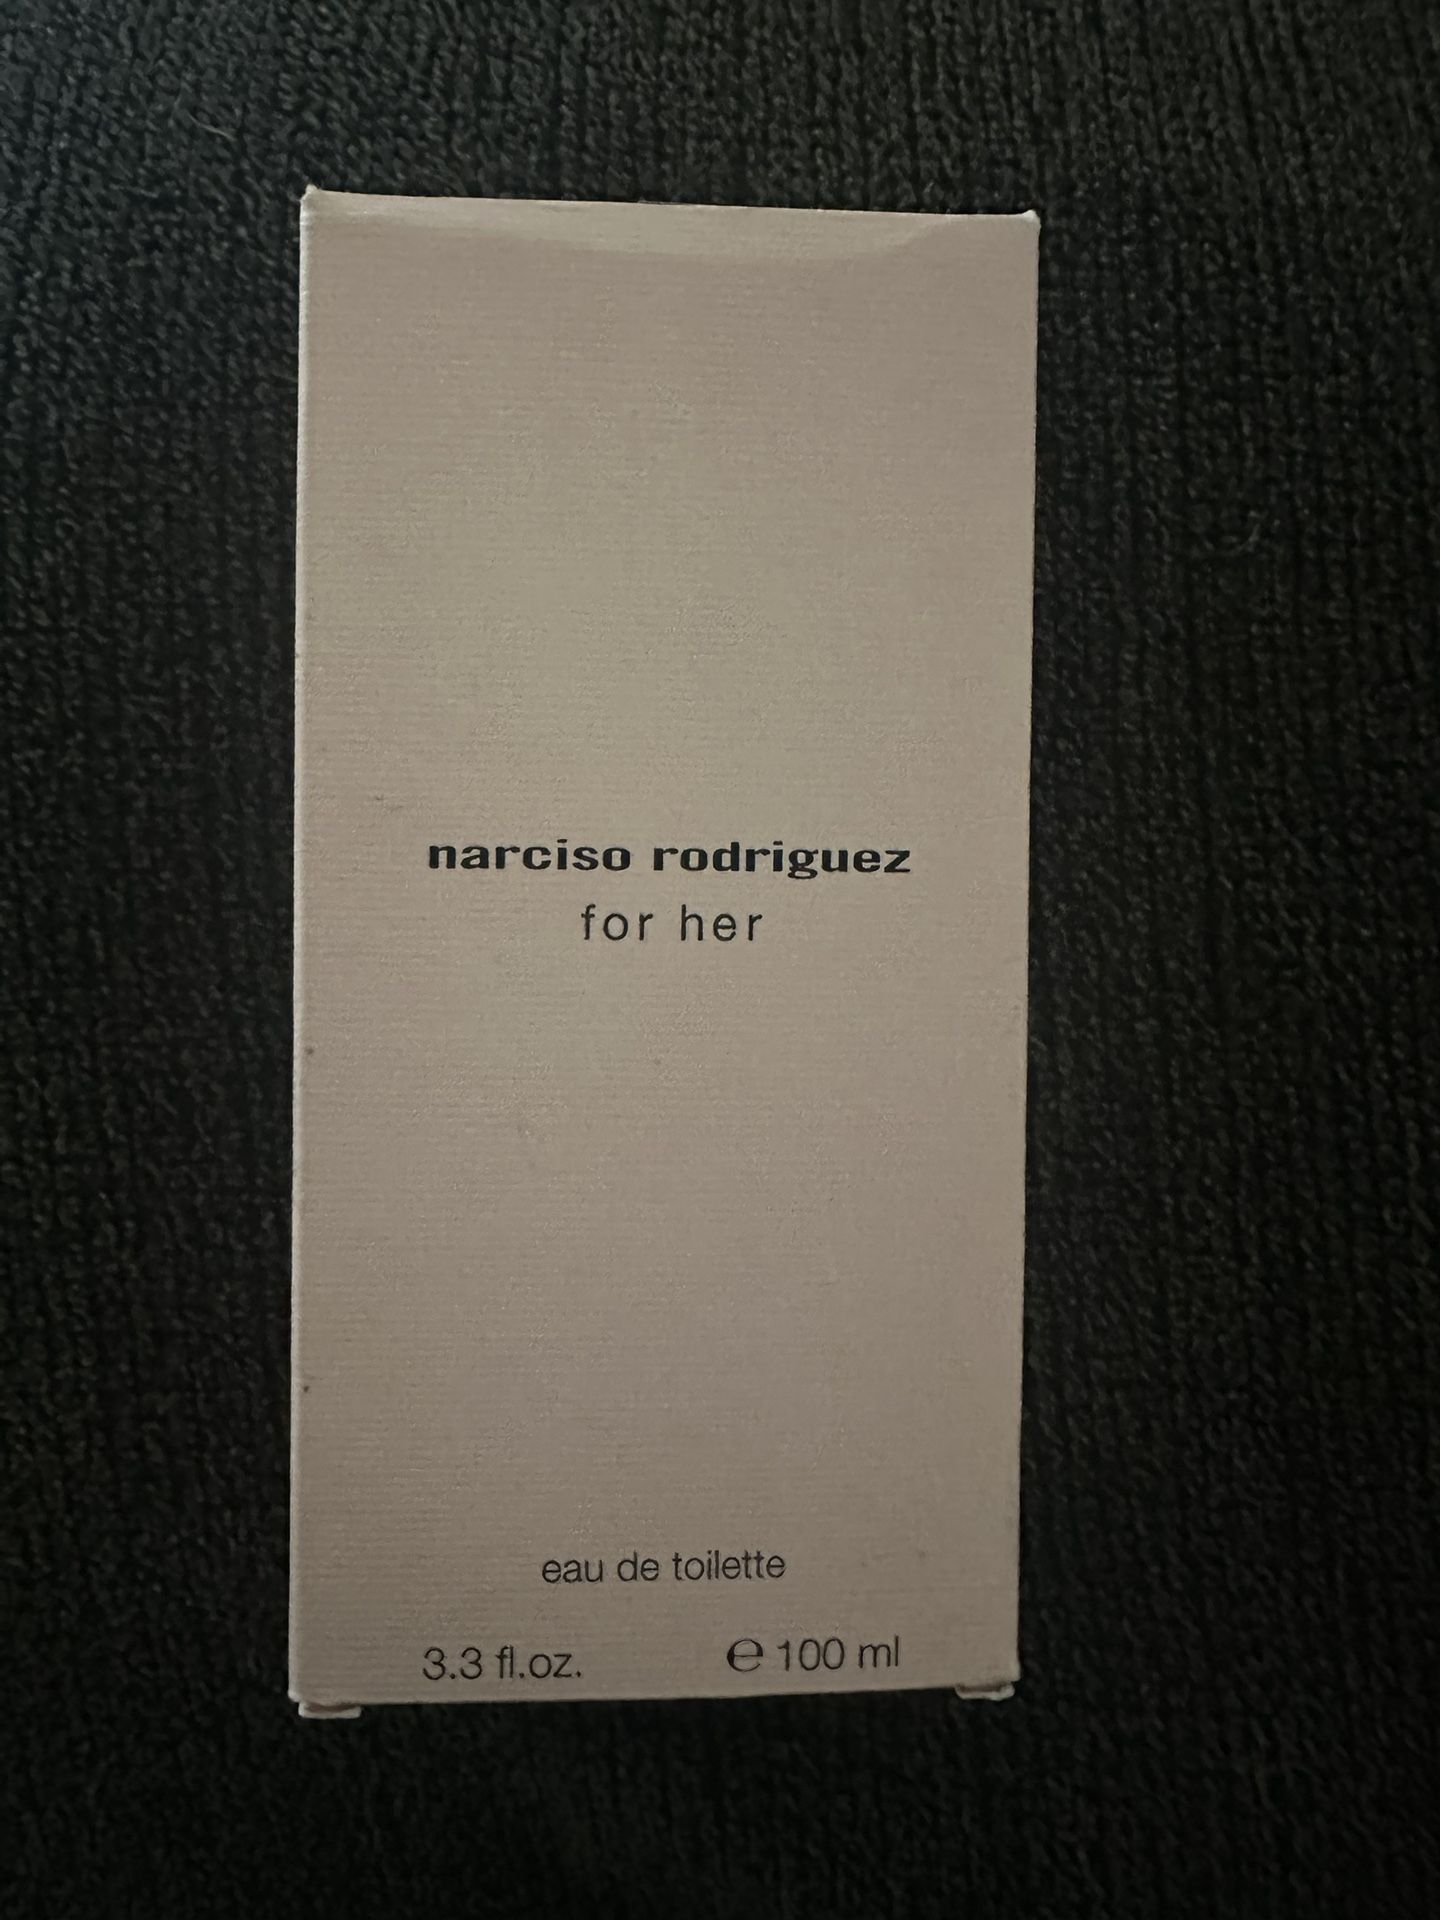 narciso rodriguez
for her
eau de toilette
3.3 fl.oz. ℮ 100 ml